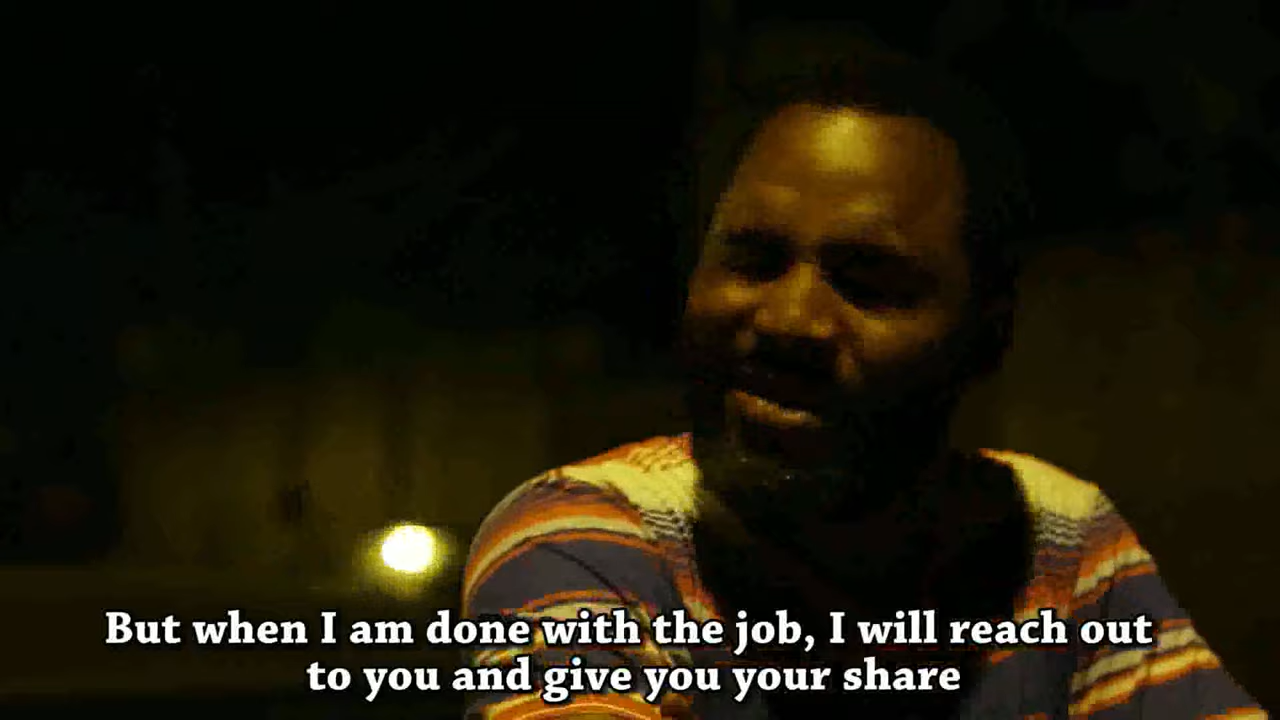 But when I am done with the job, I will reach out
to you and give you your share